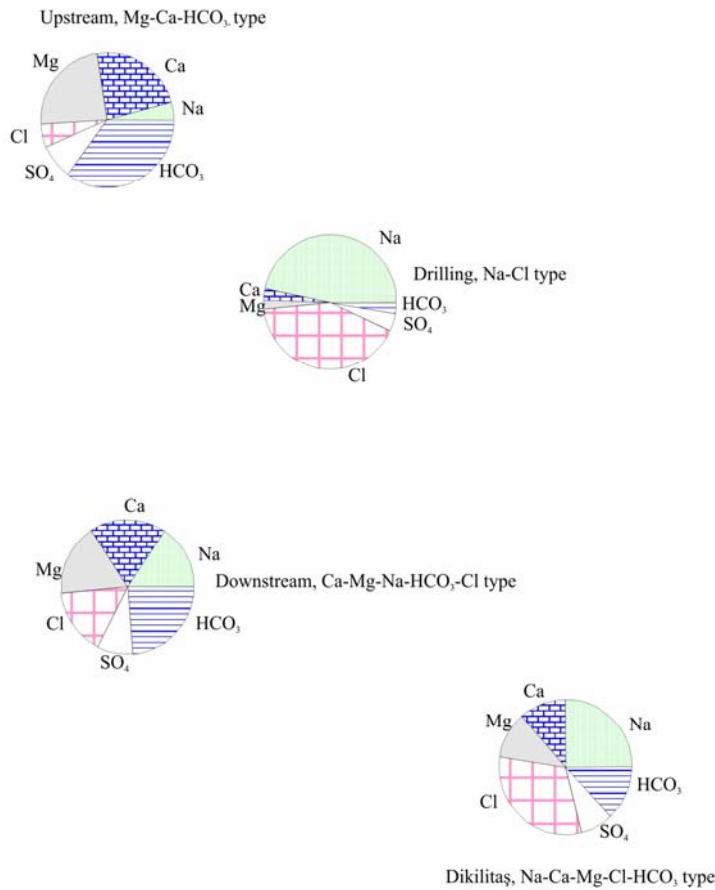 Upstream, Mg-Ca-HCO₃- type
Mg
Ca
Na
Cl
SO₄
HCO₃
Na
Drilling, Na-Cl type
Ca
HCO₃
Mg
SO₄
Cl
Ca
Na
Mg
Downstream, Ca-Mg-Na-HCO₃-Cl type
Cl
HCO₃
SO₄
Ca
Mg
Na
HCO₃
Cl
SO₄
Dikilitaş, Na-Ca-Mg-Cl-HCO₃ type